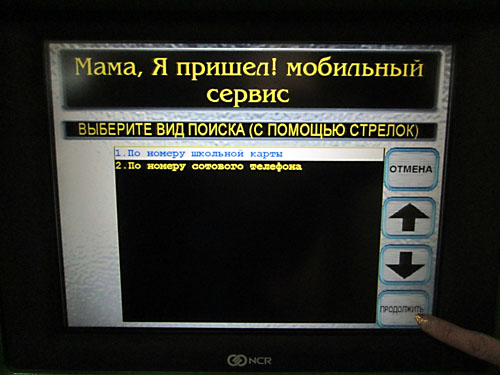 Мама, Я пришел! мобильный
сервис
ВЫБЕРИТЕ ВИД ПОИСКА (С ПОМОЩЬЮ СТРЕЛОК)
1.По номеру школьной карты
2.По номеру сотового телефона
ОТМЕНА
ПРОДОЛЖИТЬ
NCR